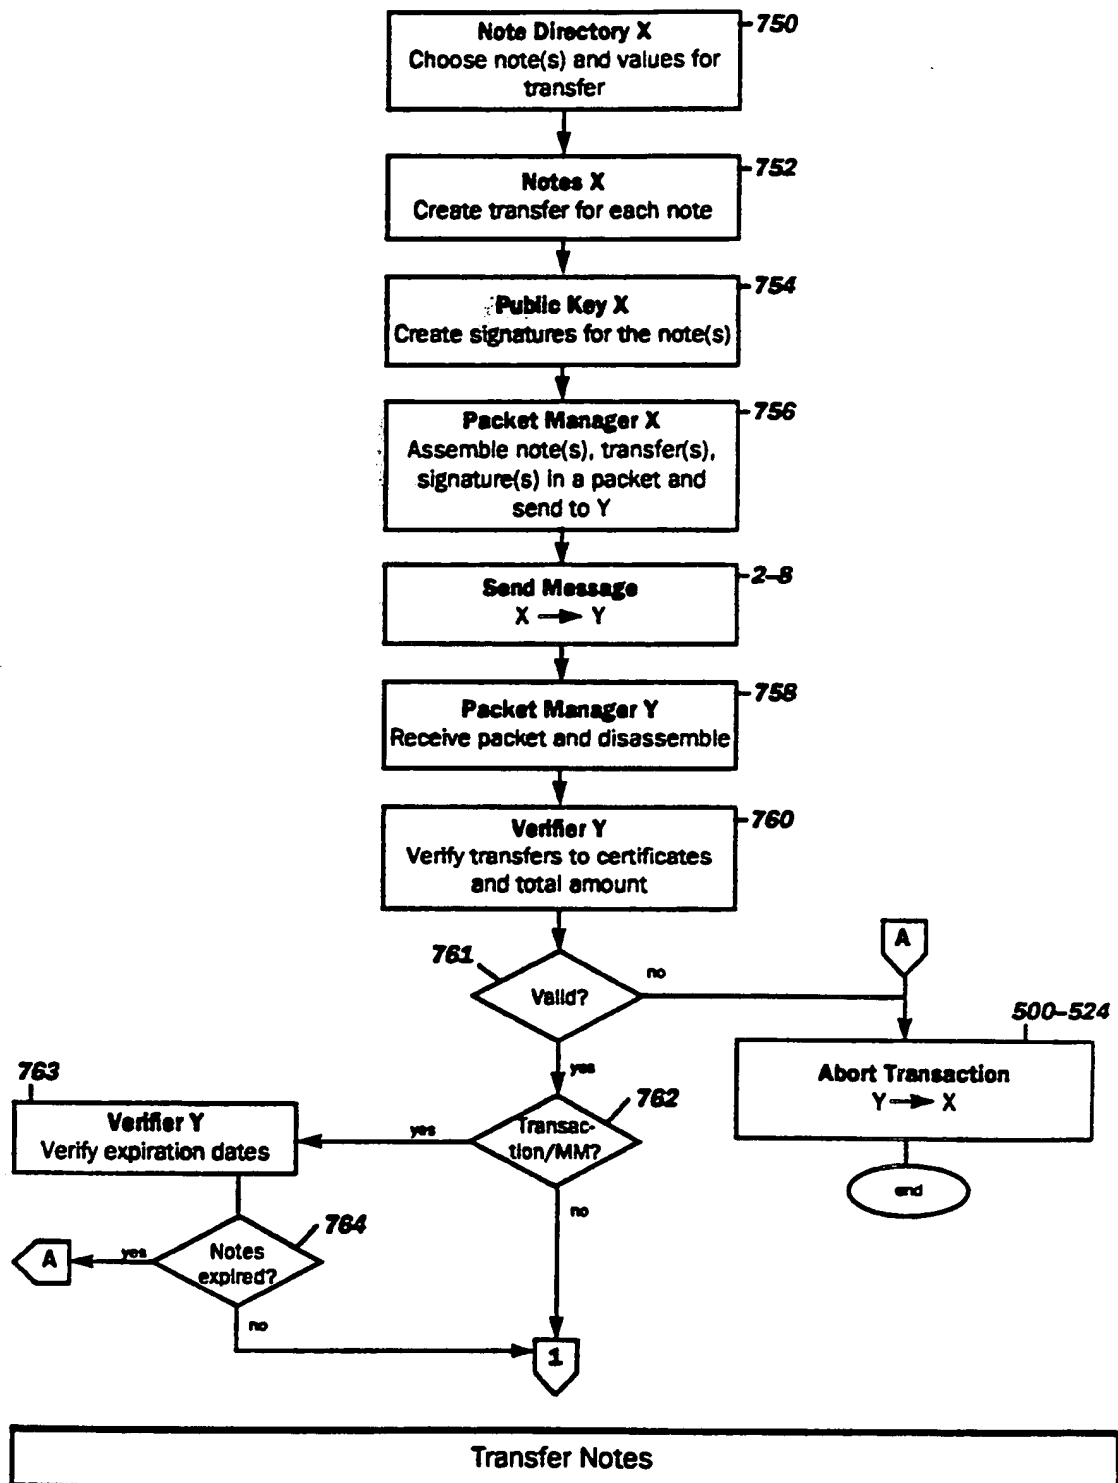 750
Note Directory X
Choose note(s) and values for
transfer
752
Notes X
Create transfer for each note
754
Public Key X
Create signatures for the note(s)
756
Packet Manager X
Assemble note(s), transfer(s),
signature(s) in a packet and
send to Y
2–8
Send Message
X → Y
758
Packet Manager Y
Receive packet and disassemble
760
Verifier Y
Verify transfers to certificates
and total amount
A
761
Valid?
no
500–524
Abort Transaction
Y → X
end
yes
763
Verifier Y
Verify expiration dates
yes
762
Transac-
tion/MM?
no
764
Notes
expired?
yes
A
no
1
Transfer Notes